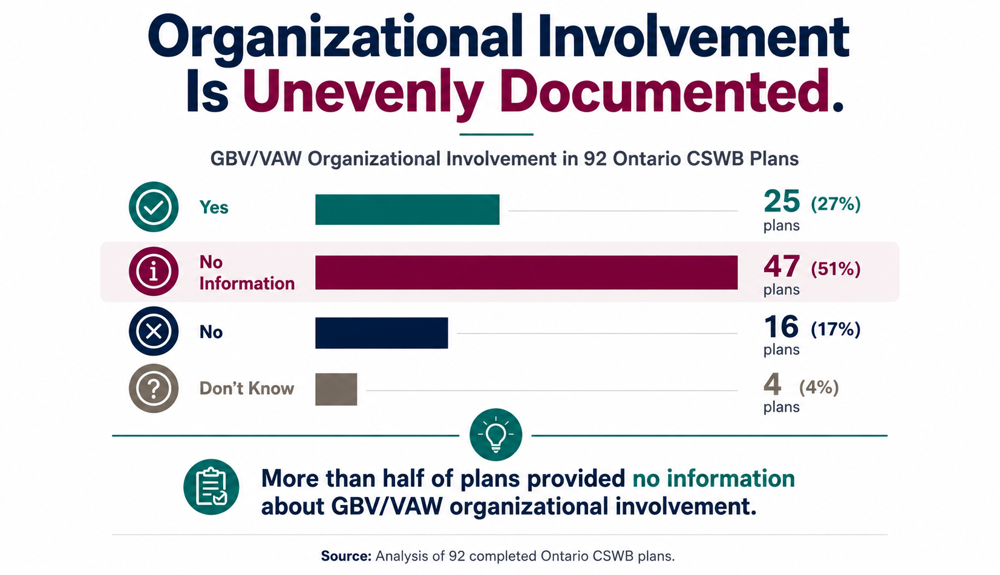 Organizational Involvement
Is Unevenly Documented.
GBV/VAW Organizational Involvement in 92 Ontario CSWB Plans
Yes
25 (27%)
plans
No
Information
47 (51%)
plans
No
16 (17%)
plans
Don't Know
4 (4%)
plans
More than half of plans provided no information
about GBV/VAW organizational involvement.
Source: Analysis of 92 completed Ontario CSWB plans.